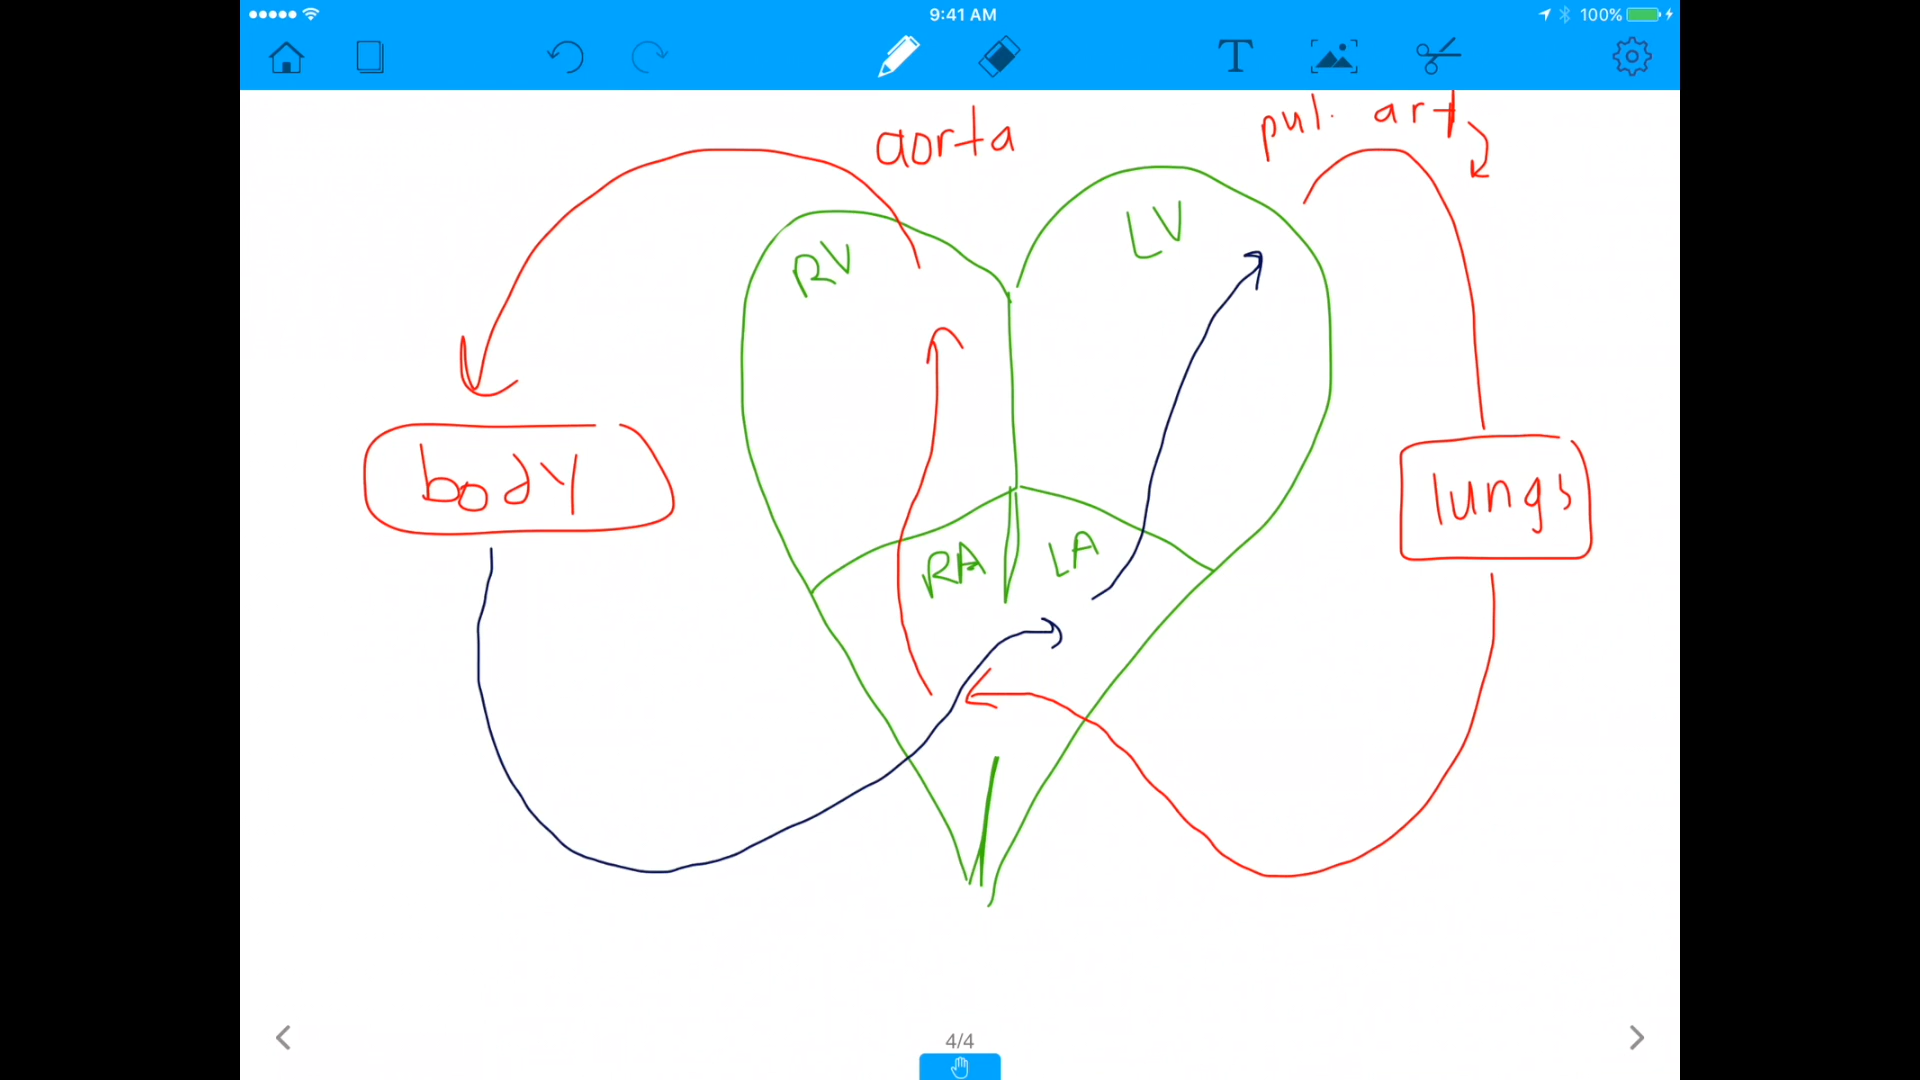 9:41 AM
100%
T
aorta
pul. art
RV
LV
body
lungs
RA
LA
4/4